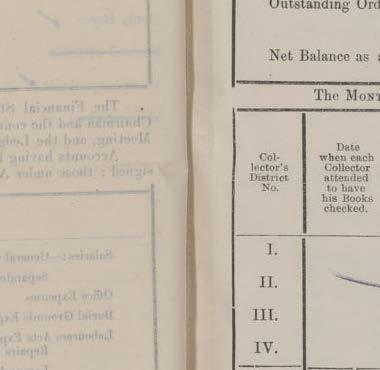 Outstanding Ord
Net Balance as a
The MONT
Col-
lector's
District
No.
Date
when each
Collector
attended
to have
his Books
checked.
I.
II.
III.
IV.
The Financial St
Chairman and the coun
Meeting, and the Ledg
Accounts having b
signed : those under A
Salaries:—General
Separat
Office Expenses
Burial Grounds Exp
Labourers Acts Exp
Repairs